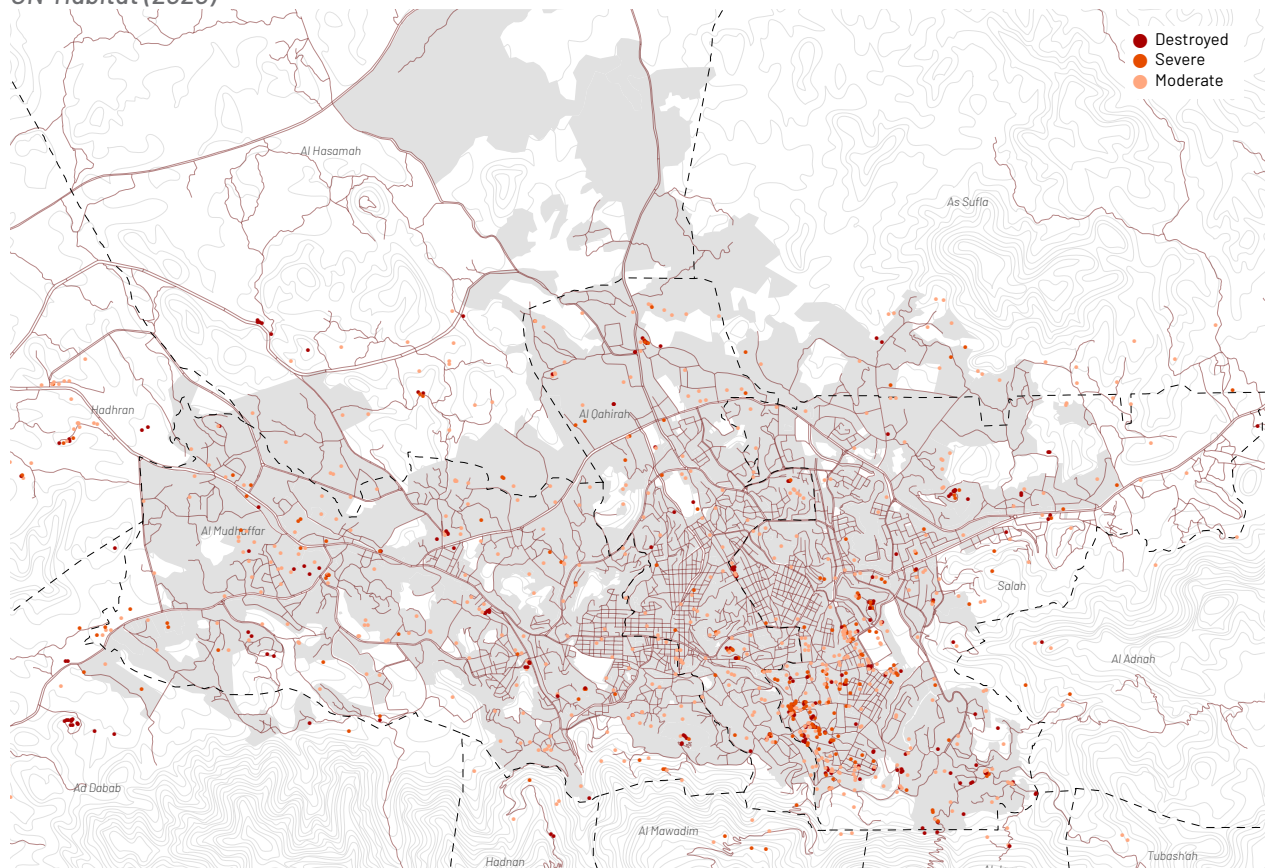 UN-Habitat (2020)
Destroyed
Severe
Moderate
Al Hasamah
As Sufla
Hadhran
Al Qahirah
Al Mudhaffar
Salah
Al Adnah
Ad Dabab
Al Mawadim
Hadnan
Tubashah